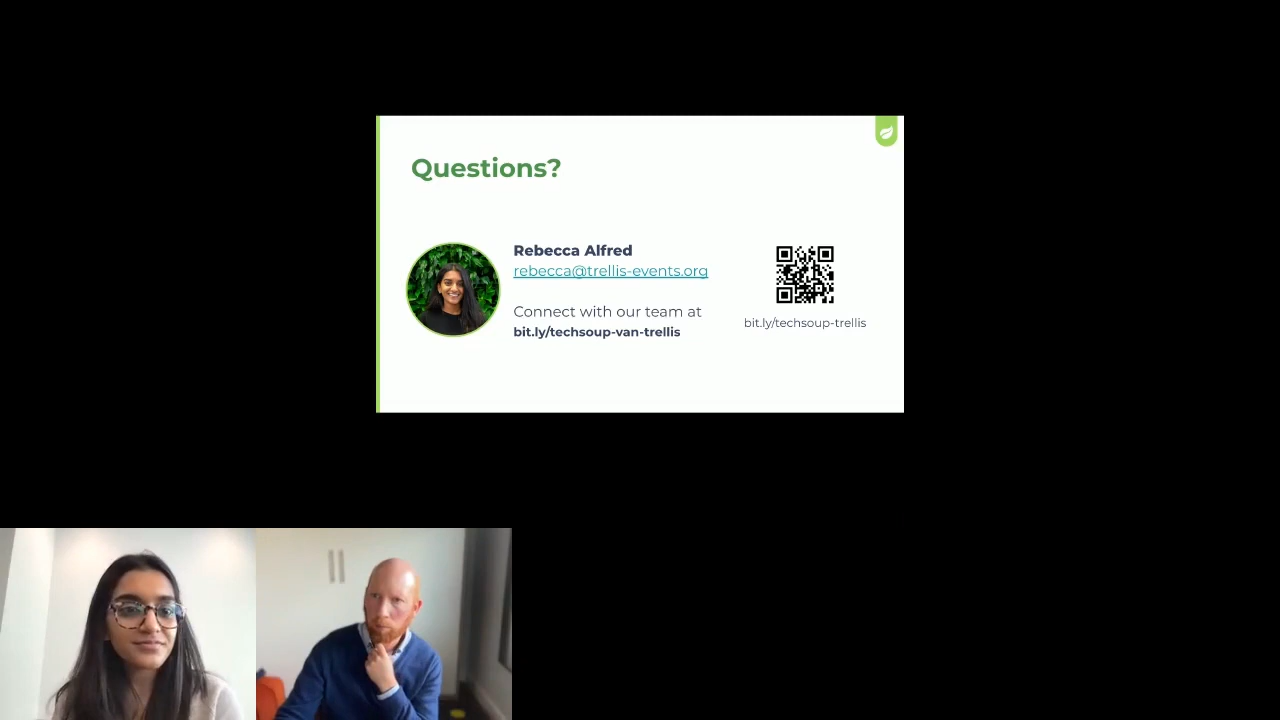 Questions?
Rebecca Alfred
rebecca@trellis-events.org
Connect with our team at
bit.ly/techsoup-van-trellis
bit.ly/techsoup-trellis